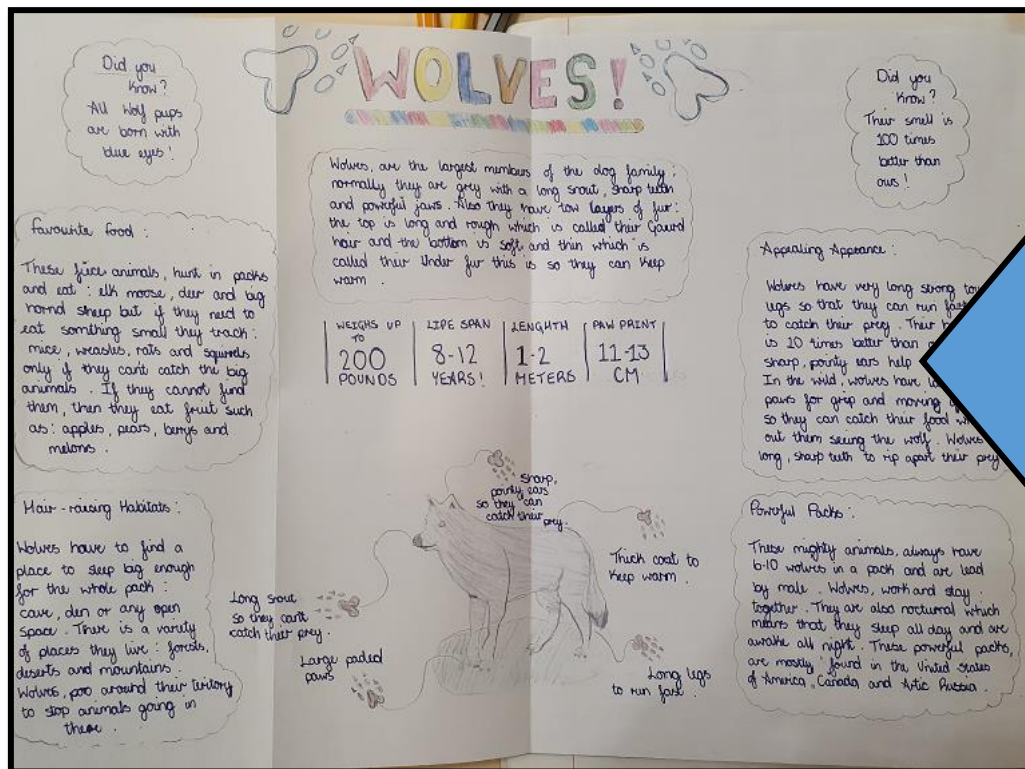 WOLVES!
Did you
know?
All Wolf pups
are born with
blue eyes!
Did you
know?
Their smell is
100 times
better than
ours!
Wolves, are the largest members of the dog family;
normally they are grey with a long snout, sharp teeth
and powerful jaws. Also they have tow layers of fur:
the top is long and rough which is called their Gaurd
hair and the bottom is soft and thin which is
called their Under fur this is so they can keep
warm.
Favourite food:
These firce animals, hunt in packs
and eat: elk moose, deer and big
hornd sheep but if they need to
eat somthing small they track:
mice, weasles, rats and squirrels
only if they cant catch the big
animals. If they cannot find
them, then they eat fruit such
as: apples, pears, berrys and
melons.
WEIGHS UP
TO
200
POUNDS
LIFE SPAN
8-12
YEARS!
LENGHTH
1-2
METERS
PAW PRINT
11-13
CM
Appealing Appearance:
Wolves have very long strong
legs so that they can run
to catch their prey. Their
is 20 times better than
sharp, pointy ears help
In the wild, wolves have
paws for grip and moving
so they can catch their food
out them seeing the wolf. Wolves
long, sharp teeth to rip apart their prey
Hair-raising Habitats:
Wolves have to find a
place to sleep big enough
for the whole pack:
cave, den or any open
space. There is a variety
of places they live: forests,
deserts and mountains.
Wolves, poo around their teritory
to stop animals going in
there.
sharp,
pointy ears
so they can
catch their prey.
Thick coat to
keep warm.
Long snout
so they cant
catch their prey.
Large paded
paws
Long legs
to run fast.
Powerful Packs:
These mighty animals, always have
6-10 wolves in a pack and are lead
by male. Wolves, work and stay
together. They are also nocturnal which
means that they sleep all day and are
awake all night. These powerful packs,
are mostly found in the United States
of America, Canada and Artic Russia.